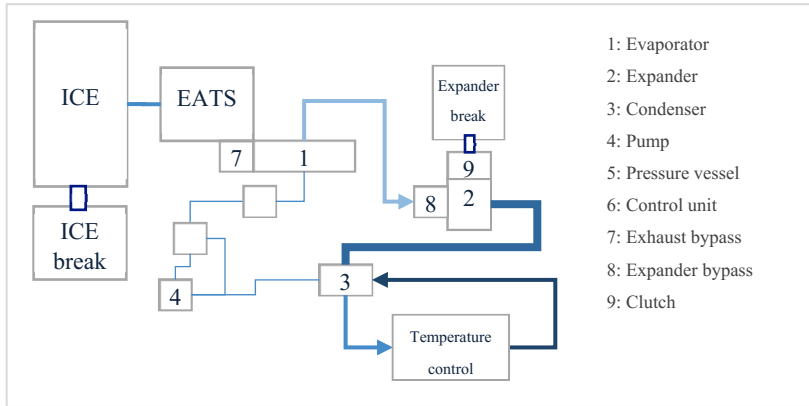 ICE
EATS
7
1
ICE
break
4
Expander
break
9
8
2
3
Temperature
control
1: Evaporator
2: Expander
3: Condenser
4: Pump
5: Pressure vessel
6: Control unit
7: Exhaust bypass
8: Expander bypass
9: Clutch